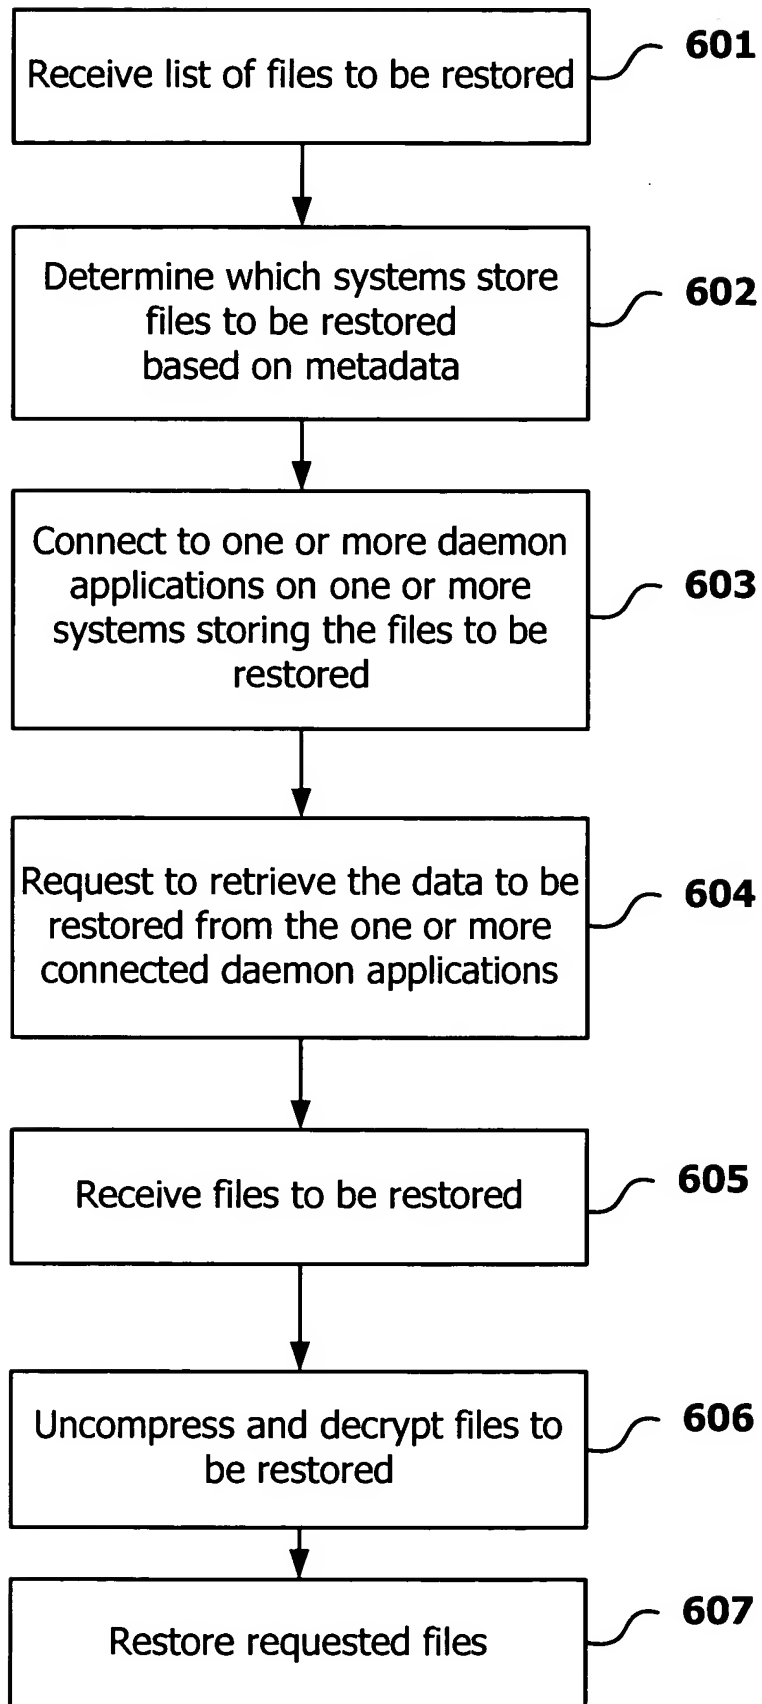 Receive list of files to be restored
601
Determine which systems store
files to be restored
based on metadata
602
Connect to one or more daemon
applications on one or more
systems storing the files to be
restored
603
Request to retrieve the data to be
restored from the one or more
connected daemon applications
604
Receive files to be restored
605
Uncompress and decrypt files to
be restored
606
Restore requested files
607